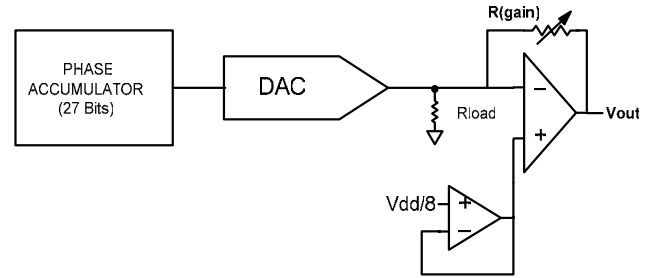 R(gain)
PHASE
ACCUMULATOR
(27 Bits)
DAC
Rload
−
+
Vout
Vdd/8
+
−